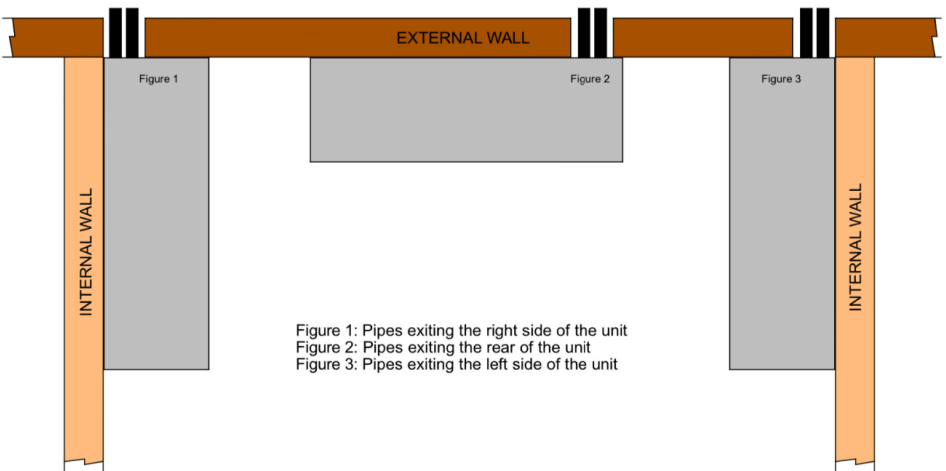 EXTERNAL WALL
Figure 1
Figure 2
Figure 3
INTERNAL WALL
INTERNAL WALL
Figure 1: Pipes exiting the right side of the unit
Figure 2: Pipes exiting the rear of the unit
Figure 3: Pipes exiting the left side of the unit